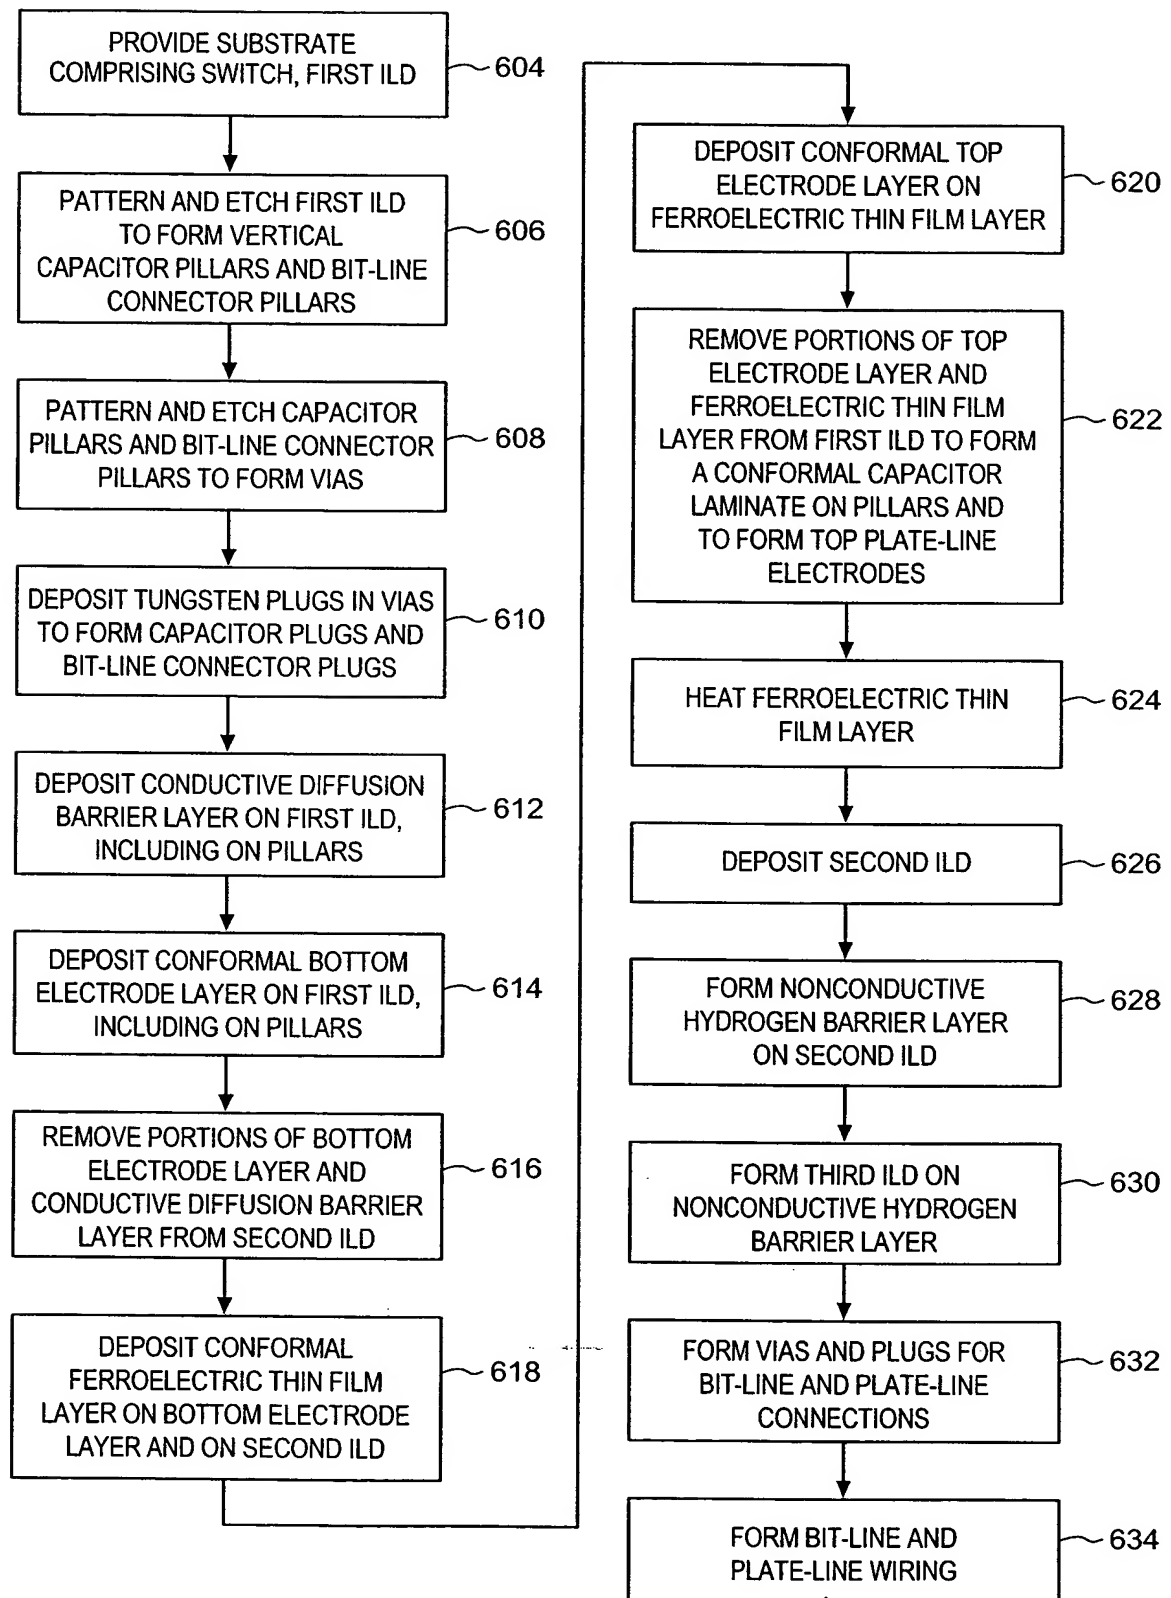 PROVIDE SUBSTRATE
COMPRISING SWITCH, FIRST ILD
604
PATTERN AND ETCH FIRST ILD
TO FORM VERTICAL
CAPACITOR PILLARS AND BIT-LINE
CONNECTOR PILLARS
606
PATTERN AND ETCH CAPACITOR
PILLARS AND BIT-LINE CONNECTOR
PILLARS TO FORM VIAS
608
DEPOSIT TUNGSTEN PLUGS IN VIAS
TO FORM CAPACITOR PLUGS AND
BIT-LINE CONNECTOR PLUGS
610
DEPOSIT CONDUCTIVE DIFFUSION
BARRIER LAYER ON FIRST ILD,
INCLUDING ON PILLARS
612
DEPOSIT CONFORMAL BOTTOM
ELECTRODE LAYER ON FIRST ILD,
INCLUDING ON PILLARS
614
REMOVE PORTIONS OF BOTTOM
ELECTRODE LAYER AND
CONDUCTIVE DIFFUSION BARRIER
LAYER FROM SECOND ILD
616
DEPOSIT CONFORMAL
FERROELECTRIC THIN FILM
LAYER ON BOTTOM ELECTRODE
LAYER AND ON SECOND ILD
618
DEPOSIT CONFORMAL TOP
ELECTRODE LAYER ON
FERROELECTRIC THIN FILM LAYER
620
REMOVE PORTIONS OF TOP
ELECTRODE LAYER AND
FERROELECTRIC THIN FILM
LAYER FROM FIRST ILD TO FORM
A CONFORMAL CAPACITOR
LAMINATE ON PILLARS AND
TO FORM TOP PLATE-LINE
ELECTRODES
622
HEAT FERROELECTRIC THIN
FILM LAYER
624
DEPOSIT SECOND ILD
626
FORM NONCONDUCTIVE
HYDROGEN BARRIER LAYER
ON SECOND ILD
628
FORM THIRD ILD ON
NONCONDUCTIVE HYDROGEN
BARRIER LAYER
630
FORM VIAS AND PLUGS FOR
BIT-LINE AND PLATE-LINE
CONNECTIONS
632
FORM BIT-LINE AND
PLATE-LINE WIRING
634